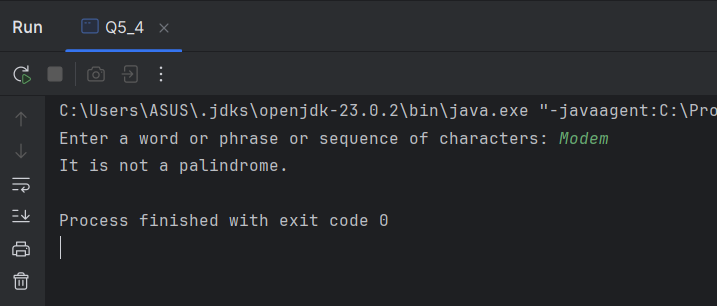 Run Q5_4
C:\Users\ASUS\.jdks\openjdk-23.0.2\bin\java.exe "-javaagent:C:\Pro
Enter a word or phrase or sequence of characters: Modem
It is not a palindrome.
Process finished with exit code 0